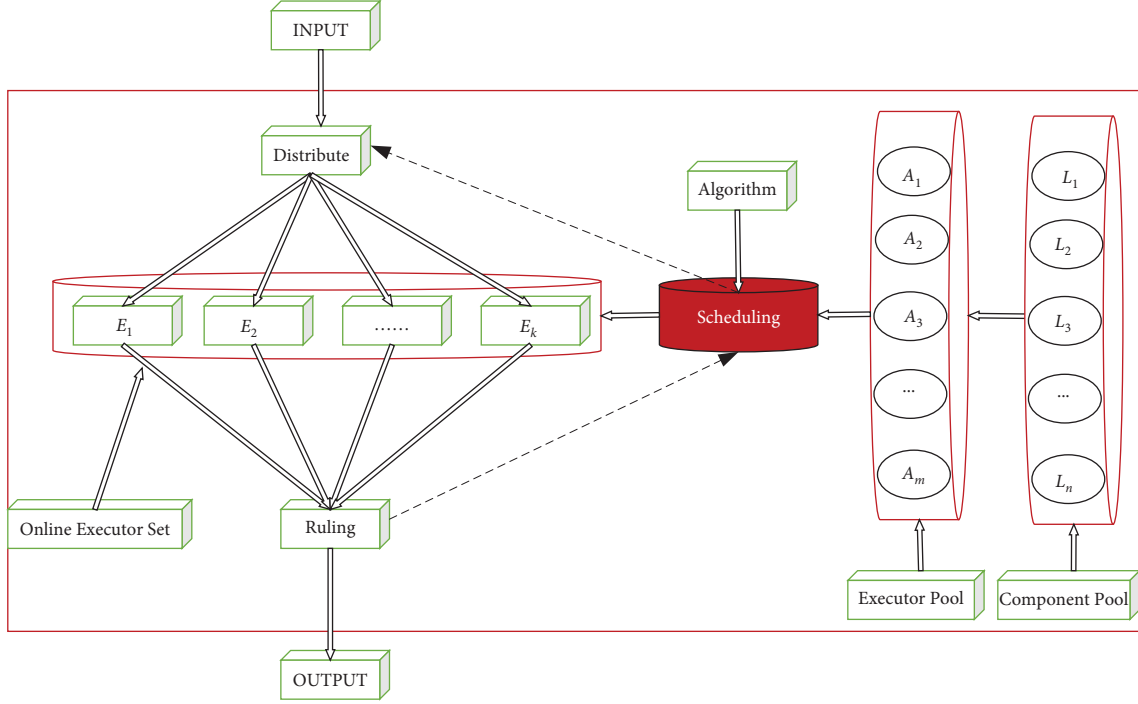 INPUT
Distribute
Algorithm
A1
A2
A3
...
Am
L1
L2
L3
...
Ln
E1
E2
......
Ek
Scheduling
Online Executor Set
Ruling
Executor Pool
Component Pool
OUTPUT